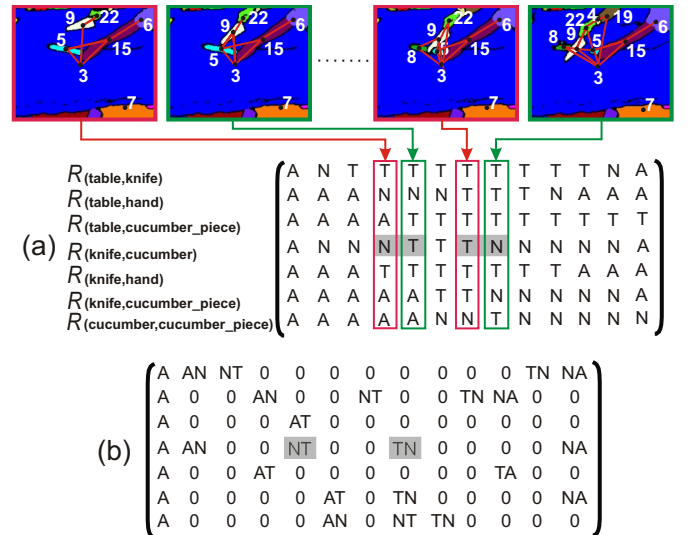 9 22 6 5 15 3 7
9 22 6 5 15 3 7
.......
22 6 9 15 8 3 7
4 19 22 6 9 8 5 15 3 7
R(table,knife) A N T T T T T T T T T N A
R(table,hand) A A A N N N T T T N A A A
R(table,cucumber_piece) A A A A T T T T T T T T T
(a) R(knife,cucumber) A N N N T T T N N N N N A
R(knife,hand) A A A T T T T T T T A A A
R(knife,cucumber_piece) A A A A A T T N N N N N A
R(cucumber,cucumber_piece) A A A A A N N T N N N N N
A AN NT 0 0 0 0 0 0 0 0 TN NA
A 0 0 AN 0 0 NT 0 0 TN NA 0 0
A 0 0 0 AT 0 0 0 0 0 0 0 0
(b) A AN 0 0 NT 0 0 TN 0 0 0 0 NA
A 0 0 AT 0 0 0 0 0 0 TA 0 0
A 0 0 0 0 AT 0 TN 0 0 0 0 NA
A 0 0 0 0 AN 0 NT TN 0 0 0 0